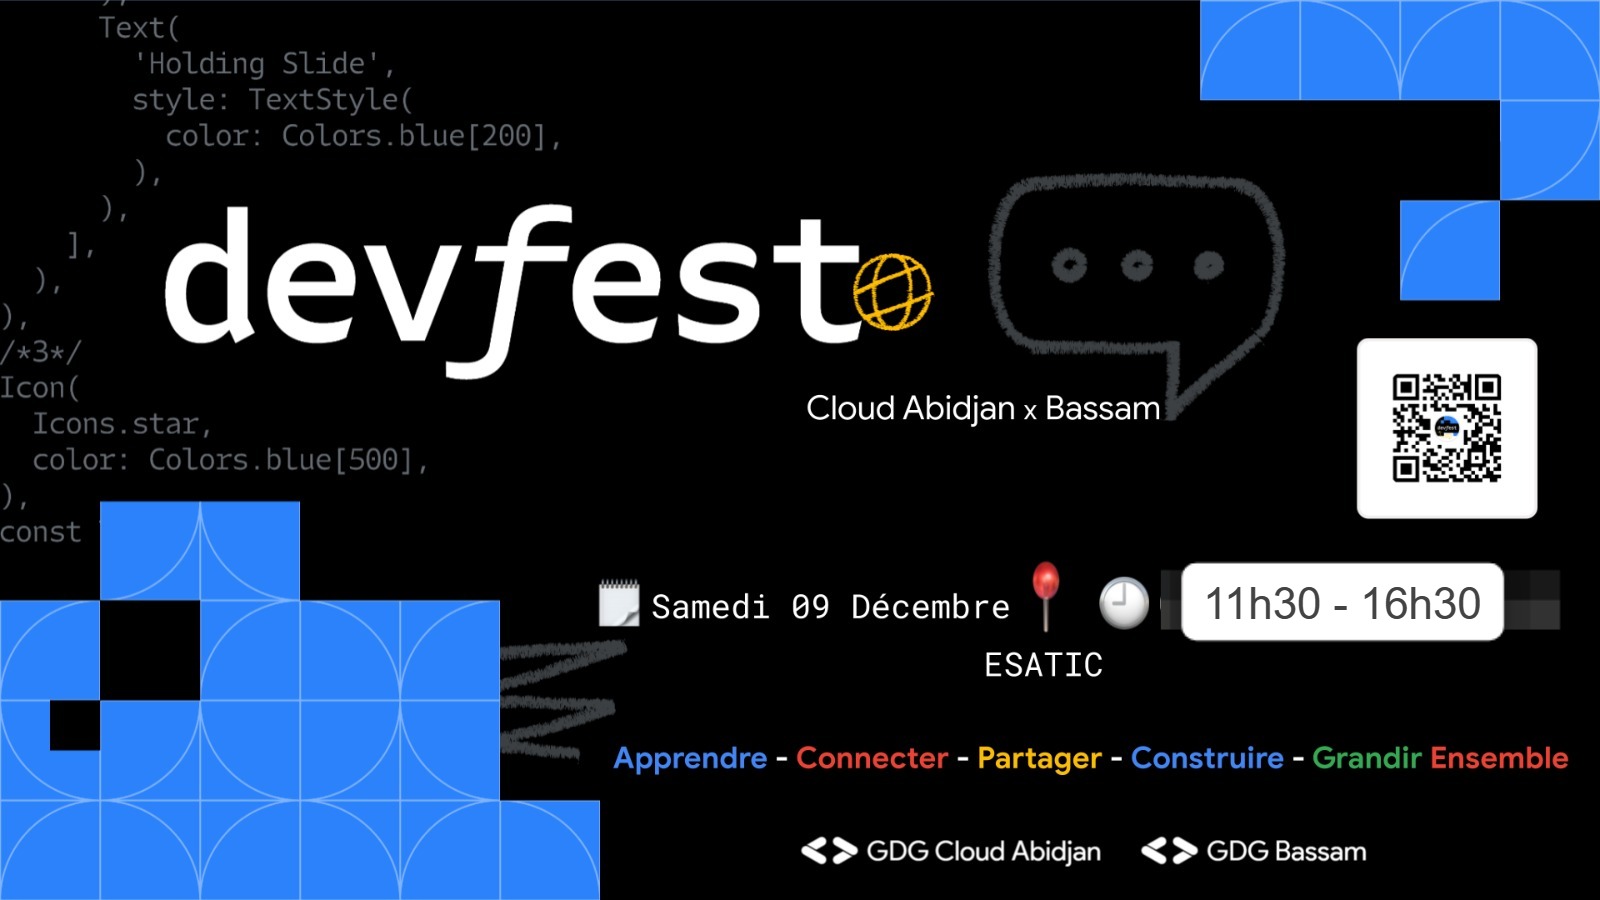 ),
Text(
'Holding Slide',
style: TextStyle(
color: Colors.blue[200],
),
),
],
),
),
/*3*/
Icon(
Icons.star,
color: Colors.blue[500],
),
const
devfest
Cloud Abidjan x Bassam
Samedi 09 Décembre
11h30 - 16h30
ESATIC
Apprendre - Connecter - Partager - Construire - Grandir Ensemble
GDG Cloud Abidjan
GDG Bassam